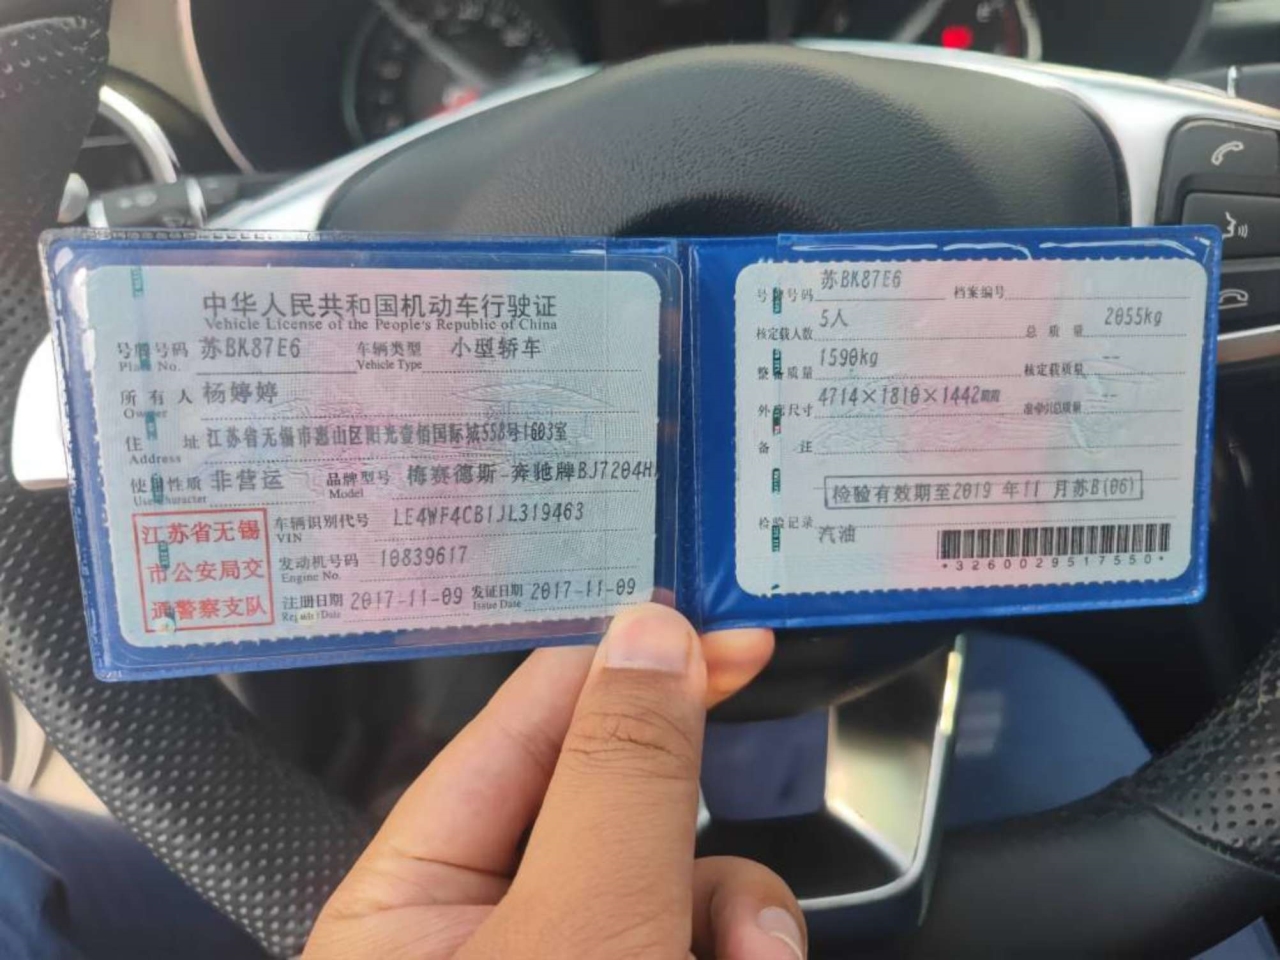 中华人民共和国机动车行驶证
Vehicle License of the People's Republic of China
号牌号码 苏BK87E6 车辆类型 小型轿车
Plate No. Vehicle Type
所有人 杨婷婷
Owner
住址 江苏省无锡市惠山区阳光壹佰国际城558号1603室
Address
使用性质 非营运 品牌型号 梅赛德斯-奔驰牌BJ7204H
Use Character Model
江苏省无锡
市公安局交
通警察支队
车辆识别代号 LE4WF4CB1JL319463
VIN
发动机号码 10839617
Engine No.
注册日期 2017-11-09 发证日期 2017-11-09
Register Date Issue Date
号牌号码 苏BK87E6 档案编号
核定载人数 5人 总质量 2055kg
整备质量 1590kg 核定载质量 --
外廓尺寸 4714×1810×1442mm 准牵引总质量 --
备注
检验有效期至2019年11月苏B(06)
检验记录
汽油
*3260029517550*